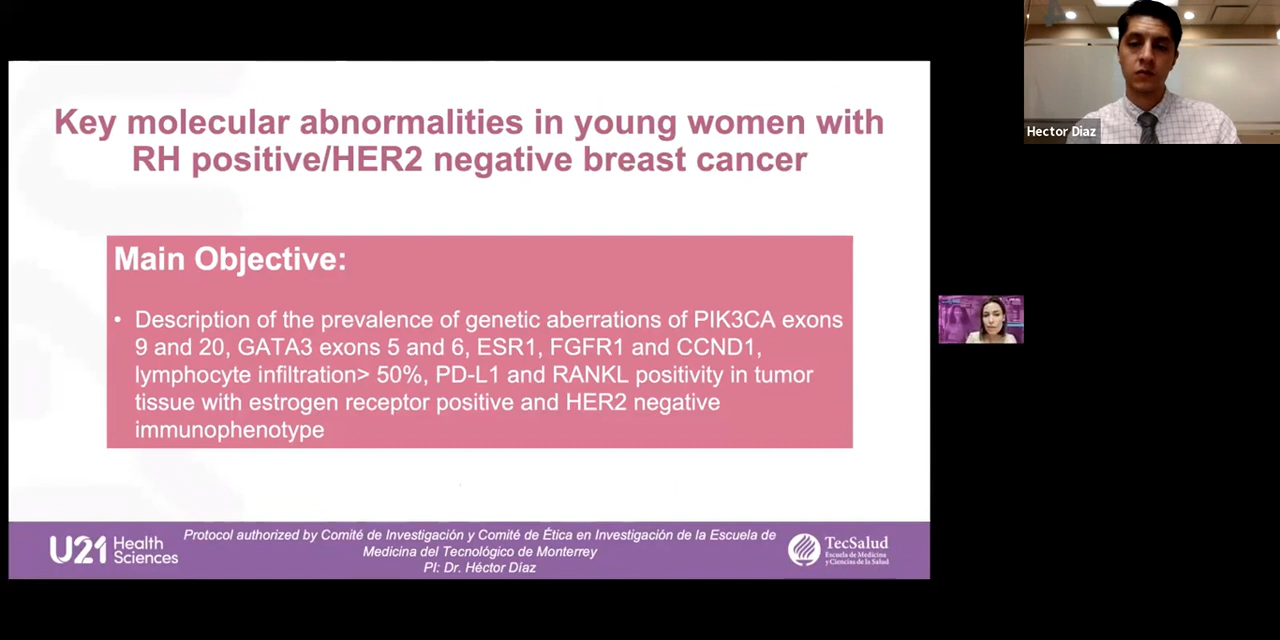 Key molecular abnormalities in young women with
RH positive/HER2 negative breast cancer
Hector Diaz
Main Objective:
• Description of the prevalence of genetic aberrations of PIK3CA exons
9 and 20, GATA3 exons 5 and 6, ESR1, FGFR1 and CCND1,
lymphocyte infiltration> 50%, PD-L1 and RANKL positivity in tumor
tissue with estrogen receptor positive and HER2 negative
immunophenotype
U21 Health
Sciences
Protocol authorized by Comité de Investigación y Comité de Ética en Investigación de la Escuela de
Medicina del Tecnológico de Monterrey
PI: Dr. Héctor Díaz
TecSalud
Escuela de Medicina
y Ciencias de la Salud